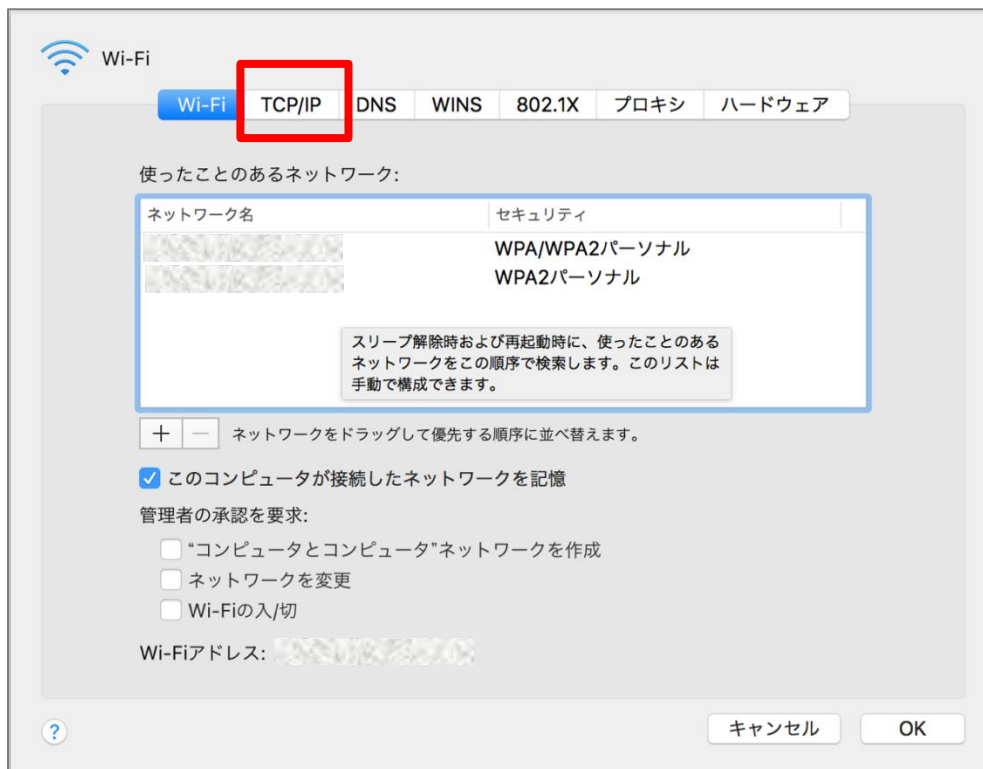 Wi-Fi
Wi-Fi TCP/IP DNS WINS 802.1X プロキシ ハードウェア
使ったことのあるネットワーク:
ネットワーク名 セキュリティ
WPA/WPA2パーソナル
WPA2パーソナル
スリープ解除時および再起動時に、使ったことのある
ネットワークをこの順序で検索します。このリストは
手動で構成できます。
+ − ネットワークをドラッグして優先する順序に並べ替えます。
このコンピュータが接続したネットワークを記憶
管理者の承認を要求:
“コンピュータとコンピュータ”ネットワークを作成
ネットワークを変更
Wi-Fiの入/切
Wi-Fiアドレス:
? キャンセル OK